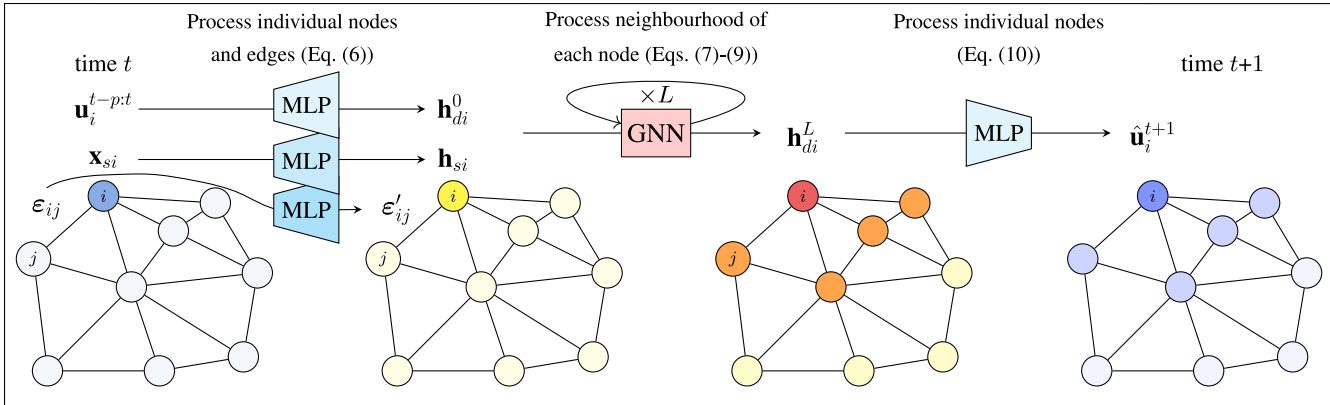 Process individual nodes
and edges (Eq. (6))
Process neighbourhood of
each node (Eqs. (7)-(9))
Process individual nodes
(Eq. (10))
time t
time t+1
u_i^{t−p:t}
MLP
h_{di}^0
×L
GNN
h_{di}^L
MLP
û_i^{t+1}
x_{si}
MLP
h_{si}
ε_{ij}
MLP
ε′_{ij}
i
j
i
j
i
j
i